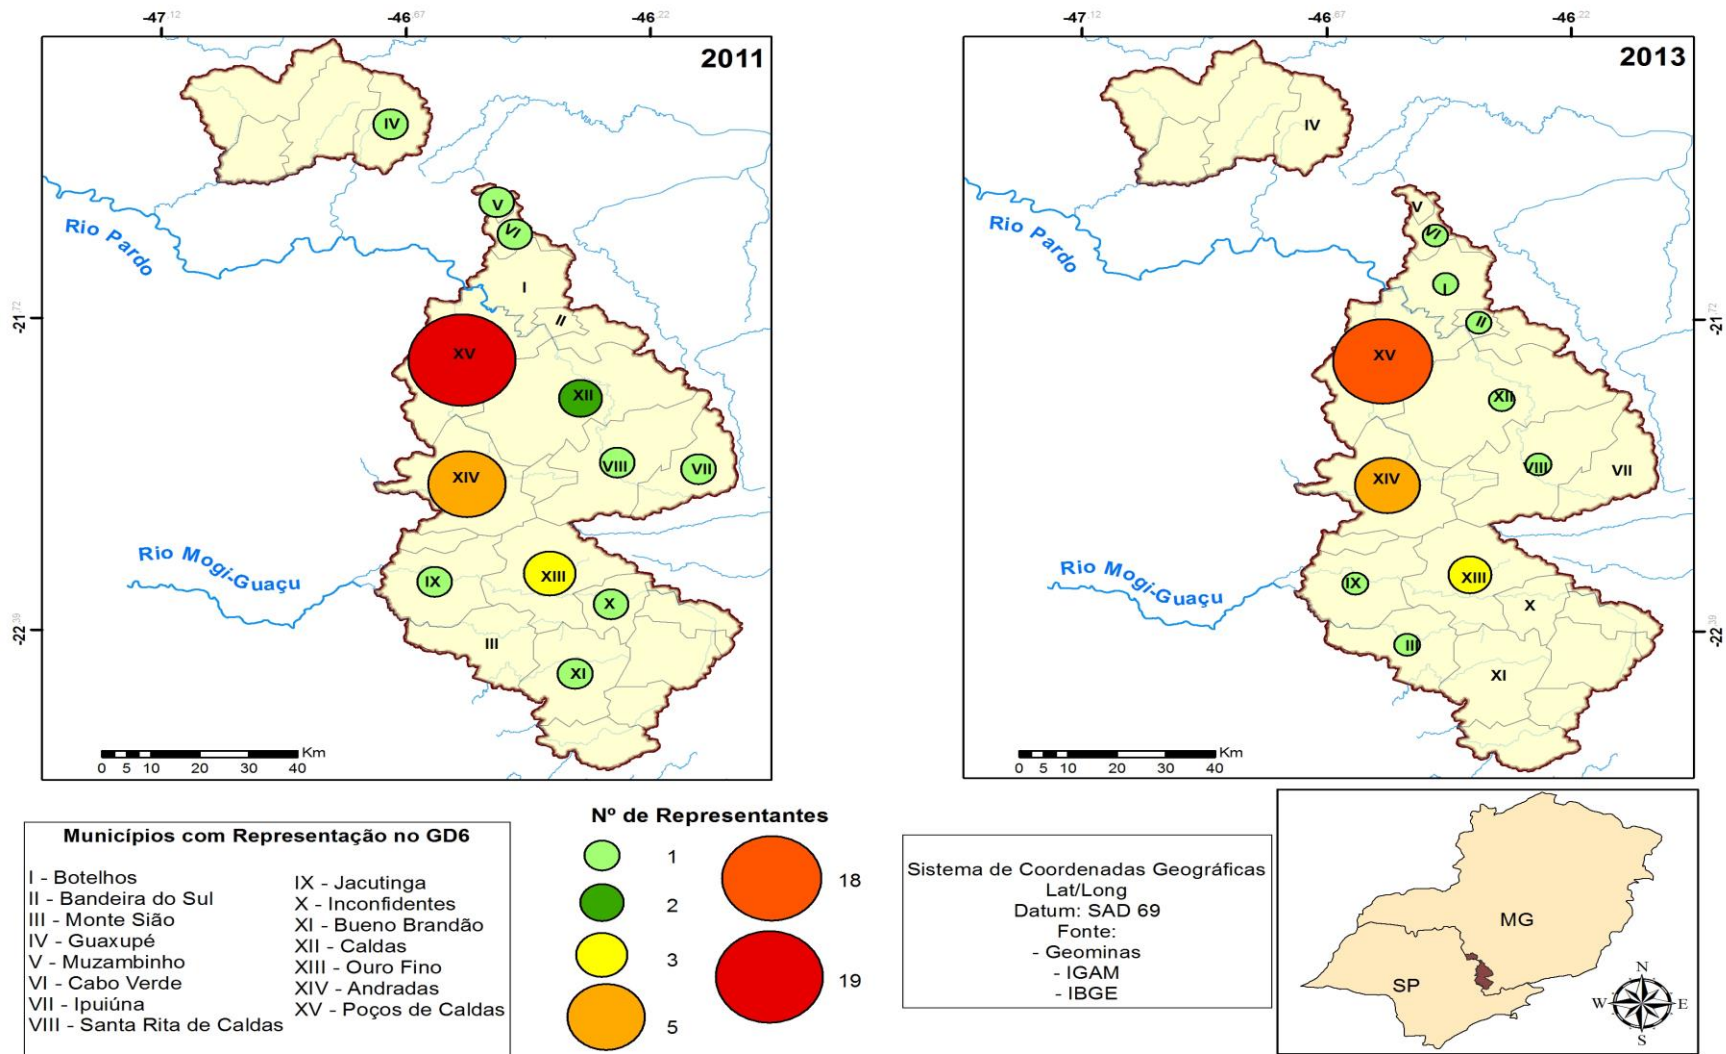 -47.12 -46.67 -46.22
2011
IV
V
VI
Rio Pardo
I
II
-21.72
XV
XII
VIII
VII
XIV
Rio Mogi-Guaçu
IX
XIII
X
-22.39
III
XI
Km
0 5 10 20 30 40
-47.12 -46.67 -46.22
2013
IV
V
VI
Rio Pardo
I
II
-21.72
XV
XII
VIII
VII
XIV
Rio Mogi-Guaçu
IX
XIII
X
-22.39
III
XI
Km
0 5 10 20 30 40
Municípios com Representação no GD6
I - Botelhos
II - Bandeira do Sul
III - Monte Sião
IV - Guaxupé
V - Muzambinho
VI - Cabo Verde
VII - Ipuiúna
VIII - Santa Rita de Caldas
IX - Jacutinga
X - Inconfidentes
XI - Bueno Brandão
XII - Caldas
XIII - Ouro Fino
XIV - Andradas
XV - Poços de Caldas
Nº de Representantes
1
2
3
5
18
19
Sistema de Coordenadas Geográficas
Lat/Long
Datum: SAD 69
Fonte:
- Geominas
- IGAM
- IBGE
MG
SP
N
W E
S